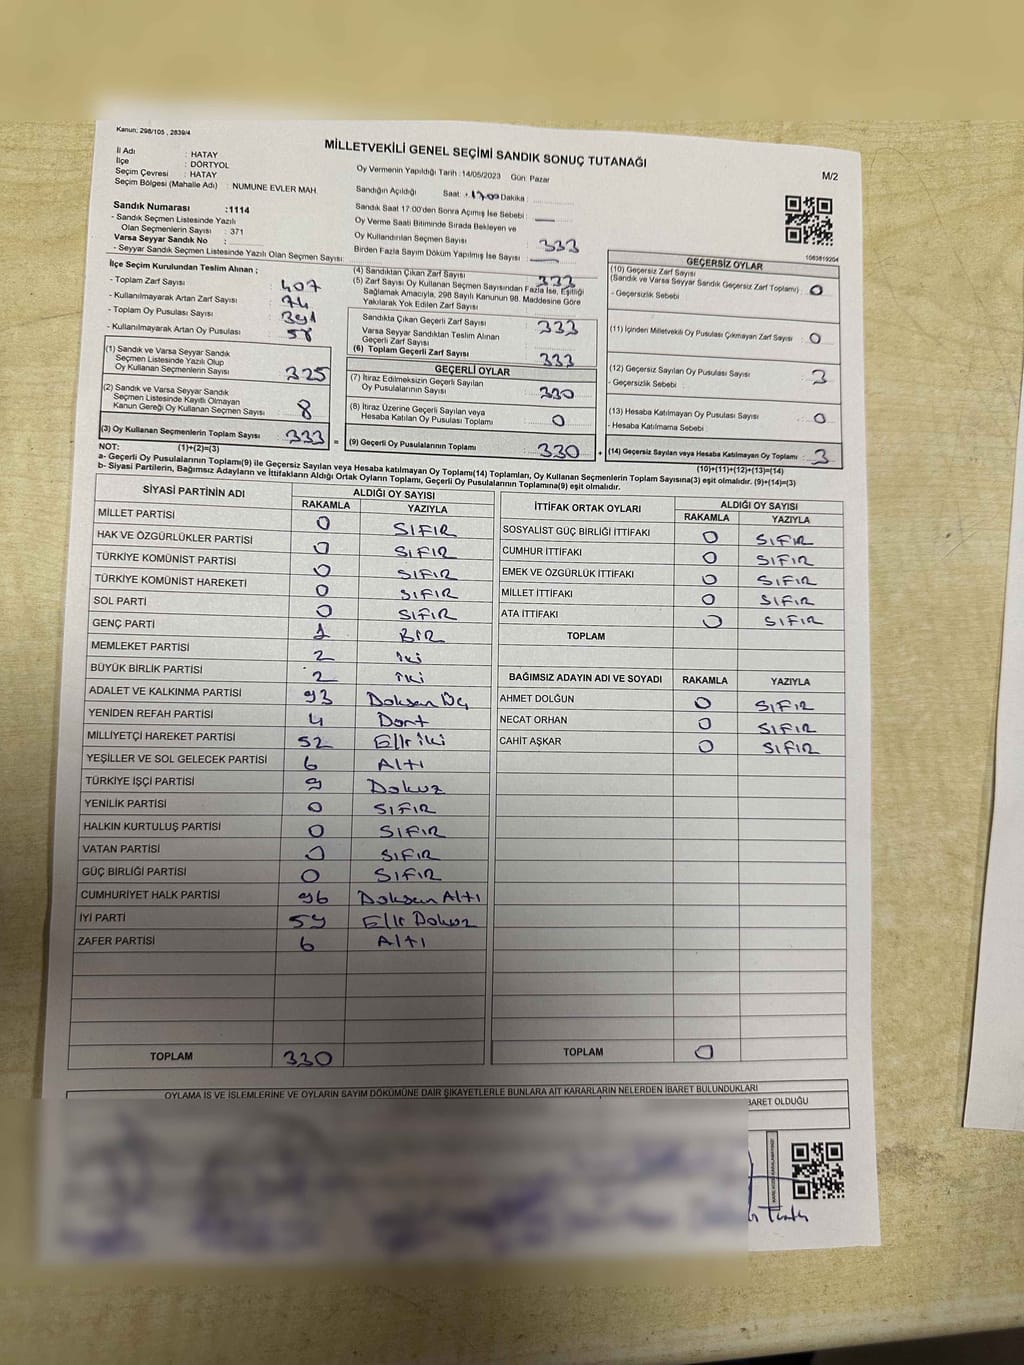 Kanun: 298/105 , 2839/4
MİLLETVEKİLİ GENEL SEÇİMİ SANDIK SONUÇ TUTANAĞI
M/2
İl Adı : HATAY
İlçe : DÖRTYOL
Seçim Çevresi : HATAY
Seçim Bölgesi (Mahalle Adı) : NUMUNE EVLER MAH.
Oy Vermenin Yapıldığı Tarih :14/05/2023 Gün: Pazar
Sandığın Açıldığı Saat: 17.00 Dakika :
Sandık Saat 17:00'den Sonra Açımış İse Sebebi :
Oy Verme Saati Bitiminde Sırada Bekleyen ve
Oy Kullandırılan Seçmen Sayısı : 333
Birden Fazla Sayım Döküm Yapılmış İse Sayısı :
Sandık Numarası :1114
- Sandık Seçmen Listesinde Yazılı
Olan Seçmenlerin Sayısı : 371
Varsa Seyyar Sandık No :
- Seyyar Sandık Seçmen Listesinde Yazılı Olan Seçmen Sayısı:
1083819204
İlçe Seçim Kurulundan Teslim Alınan ;
- Toplam Zarf Sayısı : 407
- Kullanılmayarak Artan Zarf Sayısı : 74
- Toplam Oy Pusulası Sayısı : 391
- Kullanılmayarak Artan Oy Pusulası : 58
(1) Sandık ve Varsa Seyyar Sandık
Seçmen Listesinde Yazılı Olup
Oy Kullanan Seçmenlerin Sayısı : 325
(2) Sandık ve Varsa Seyyar Sandık
Seçmen Listesinde Kayıtlı Olmayan
Kanun Gereği Oy Kullanan Seçmen Sayısı : 8
(3) Oy Kullanan Seçmenlerin Toplam Sayısı : 333 =
(4) Sandıktan Çıkan Zarf Sayısı : 333
(5) Zarf Sayısı Oy Kullanan Seçmen Sayısından Fazla İse, Eşitliği
Sağlamak Amacıyla, 298 Sayılı Kanunun 98. Maddesine Göre
Yakılarak Yok Edilen Zarf Sayısı :
Sandıkta Çıkan Geçerli Zarf Sayısı : 333
Varsa Seyyar Sandıktan Teslim Alınan
Geçerli Zarf Sayısı :
(6) Toplam Geçerli Zarf Sayısı : 333
GEÇERLİ OYLAR
(7) İtiraz Edilmeksizin Geçerli Sayılan
Oy Pusulalarının Sayısı : 330
(8) İtiraz Üzerine Geçerli Sayılan veya
Hesaba Katılan Oy Pusulası Toplamı : 0
(9) Geçerli Oy Pusulalarının Toplamı : 330 +
GEÇERSİZ OYLAR
(10) Geçersiz Zarf Sayısı
(Sandık ve Varsa Seyyar Sandık Geçersiz Zarf Toplamı) : 0
- Geçersizlik Sebebi
(11) İçinden Milletvekili Oy Pusulası Çıkmayan Zarf Sayısı : 0
(12) Geçersiz Sayılan Oy Pusulası Sayısı : 3
- Geçersizlik Sebebi
(13) Hesaba Katılmayan Oy Pusulası Sayısı : 0
- Hesaba Katılmama Sebebi
(14) Geçersiz Sayılan veya Hesaba Katılmayan Oy Toplamı : 3
NOT: (1)+(2)=(3)
(10)+(11)+(12)+(13)=(14)
a- Geçerli Oy Pusulalarının Toplamı(9) ile Geçersiz Sayılan veya Hesaba katılmayan Oy Toplamı(14) Toplamları, Oy Kullanan Seçmenlerin Toplam Sayısına(3) eşit olmalıdır. (9)+(14)=(3)
b- Siyasi Partilerin, Bağımsız Adayların ve İttifakların Aldığı Ortak Oyların Toplamı, Geçerli Oy Pusulalarının Toplamına(9) eşit olmalıdır.
SİYASİ PARTİNİN ADI ALDIĞI OY SAYISI
RAKAMLA YAZIYLA
MİLLET PARTİSİ 0 SIFIR
HAK VE ÖZGÜRLÜKLER PARTİSİ 0 SIFIR
TÜRKİYE KOMÜNİST PARTİSİ 0 SIFIR
TÜRKİYE KOMÜNİST HAREKETİ 0 SIFIR
SOL PARTİ 0 SIFIR
GENÇ PARTİ 1 BİR
MEMLEKET PARTİSİ 2 iki
BÜYÜK BİRLİK PARTİSİ 2 iki
ADALET VE KALKINMA PARTİSİ 93 Doksan Üç
YENİDEN REFAH PARTİSİ 4 Dört
MİLLİYETÇİ HAREKET PARTİSİ 52 Elli iki
YEŞİLLER VE SOL GELECEK PARTİSİ 6 Altı
TÜRKİYE İŞÇİ PARTİSİ 9 Dokuz
YENİLİK PARTİSİ 0 SIFIR
HALKIN KURTULUŞ PARTİSİ 0 SIFIR
VATAN PARTİSİ 0 SIFIR
GÜÇ BİRLİĞİ PARTİSİ 0 SIFIR
CUMHURİYET HALK PARTİSİ 96 Doksan Altı
İYİ PARTİ 59 Elli Dokuz
ZAFER PARTİSİ 6 Altı
TOPLAM 330
İTTİFAK ORTAK OYLARI ALDIĞI OY SAYISI
RAKAMLA YAZIYLA
SOSYALİST GÜÇ BİRLİĞİ İTTİFAKI 0 SIFIR
CUMHUR İTTİFAKI 0 SIFIR
EMEK VE ÖZGÜRLÜK İTTİFAKI 0 SIFIR
MİLLET İTTİFAKI 0 SIFIR
ATA İTTİFAKI 0 SIFIR
TOPLAM
BAĞIMSIZ ADAYIN ADI VE SOYADI RAKAMLA YAZIYLA
AHMET DOLĞUN 0 SIFIR
NECAT ORHAN 0 SIFIR
CAHİT AŞKAR 0 SIFIR
TOPLAM 0
OYLAMA İŞ VE İŞLEMLERİNE VE OYLARIN SAYIM DÖKÜMÜNE DAİR ŞİKAYETLERLE BUNLARA AİT KARARLARIN NELERDEN İBARET BULUNDUKLARI
BARET OLDUĞU